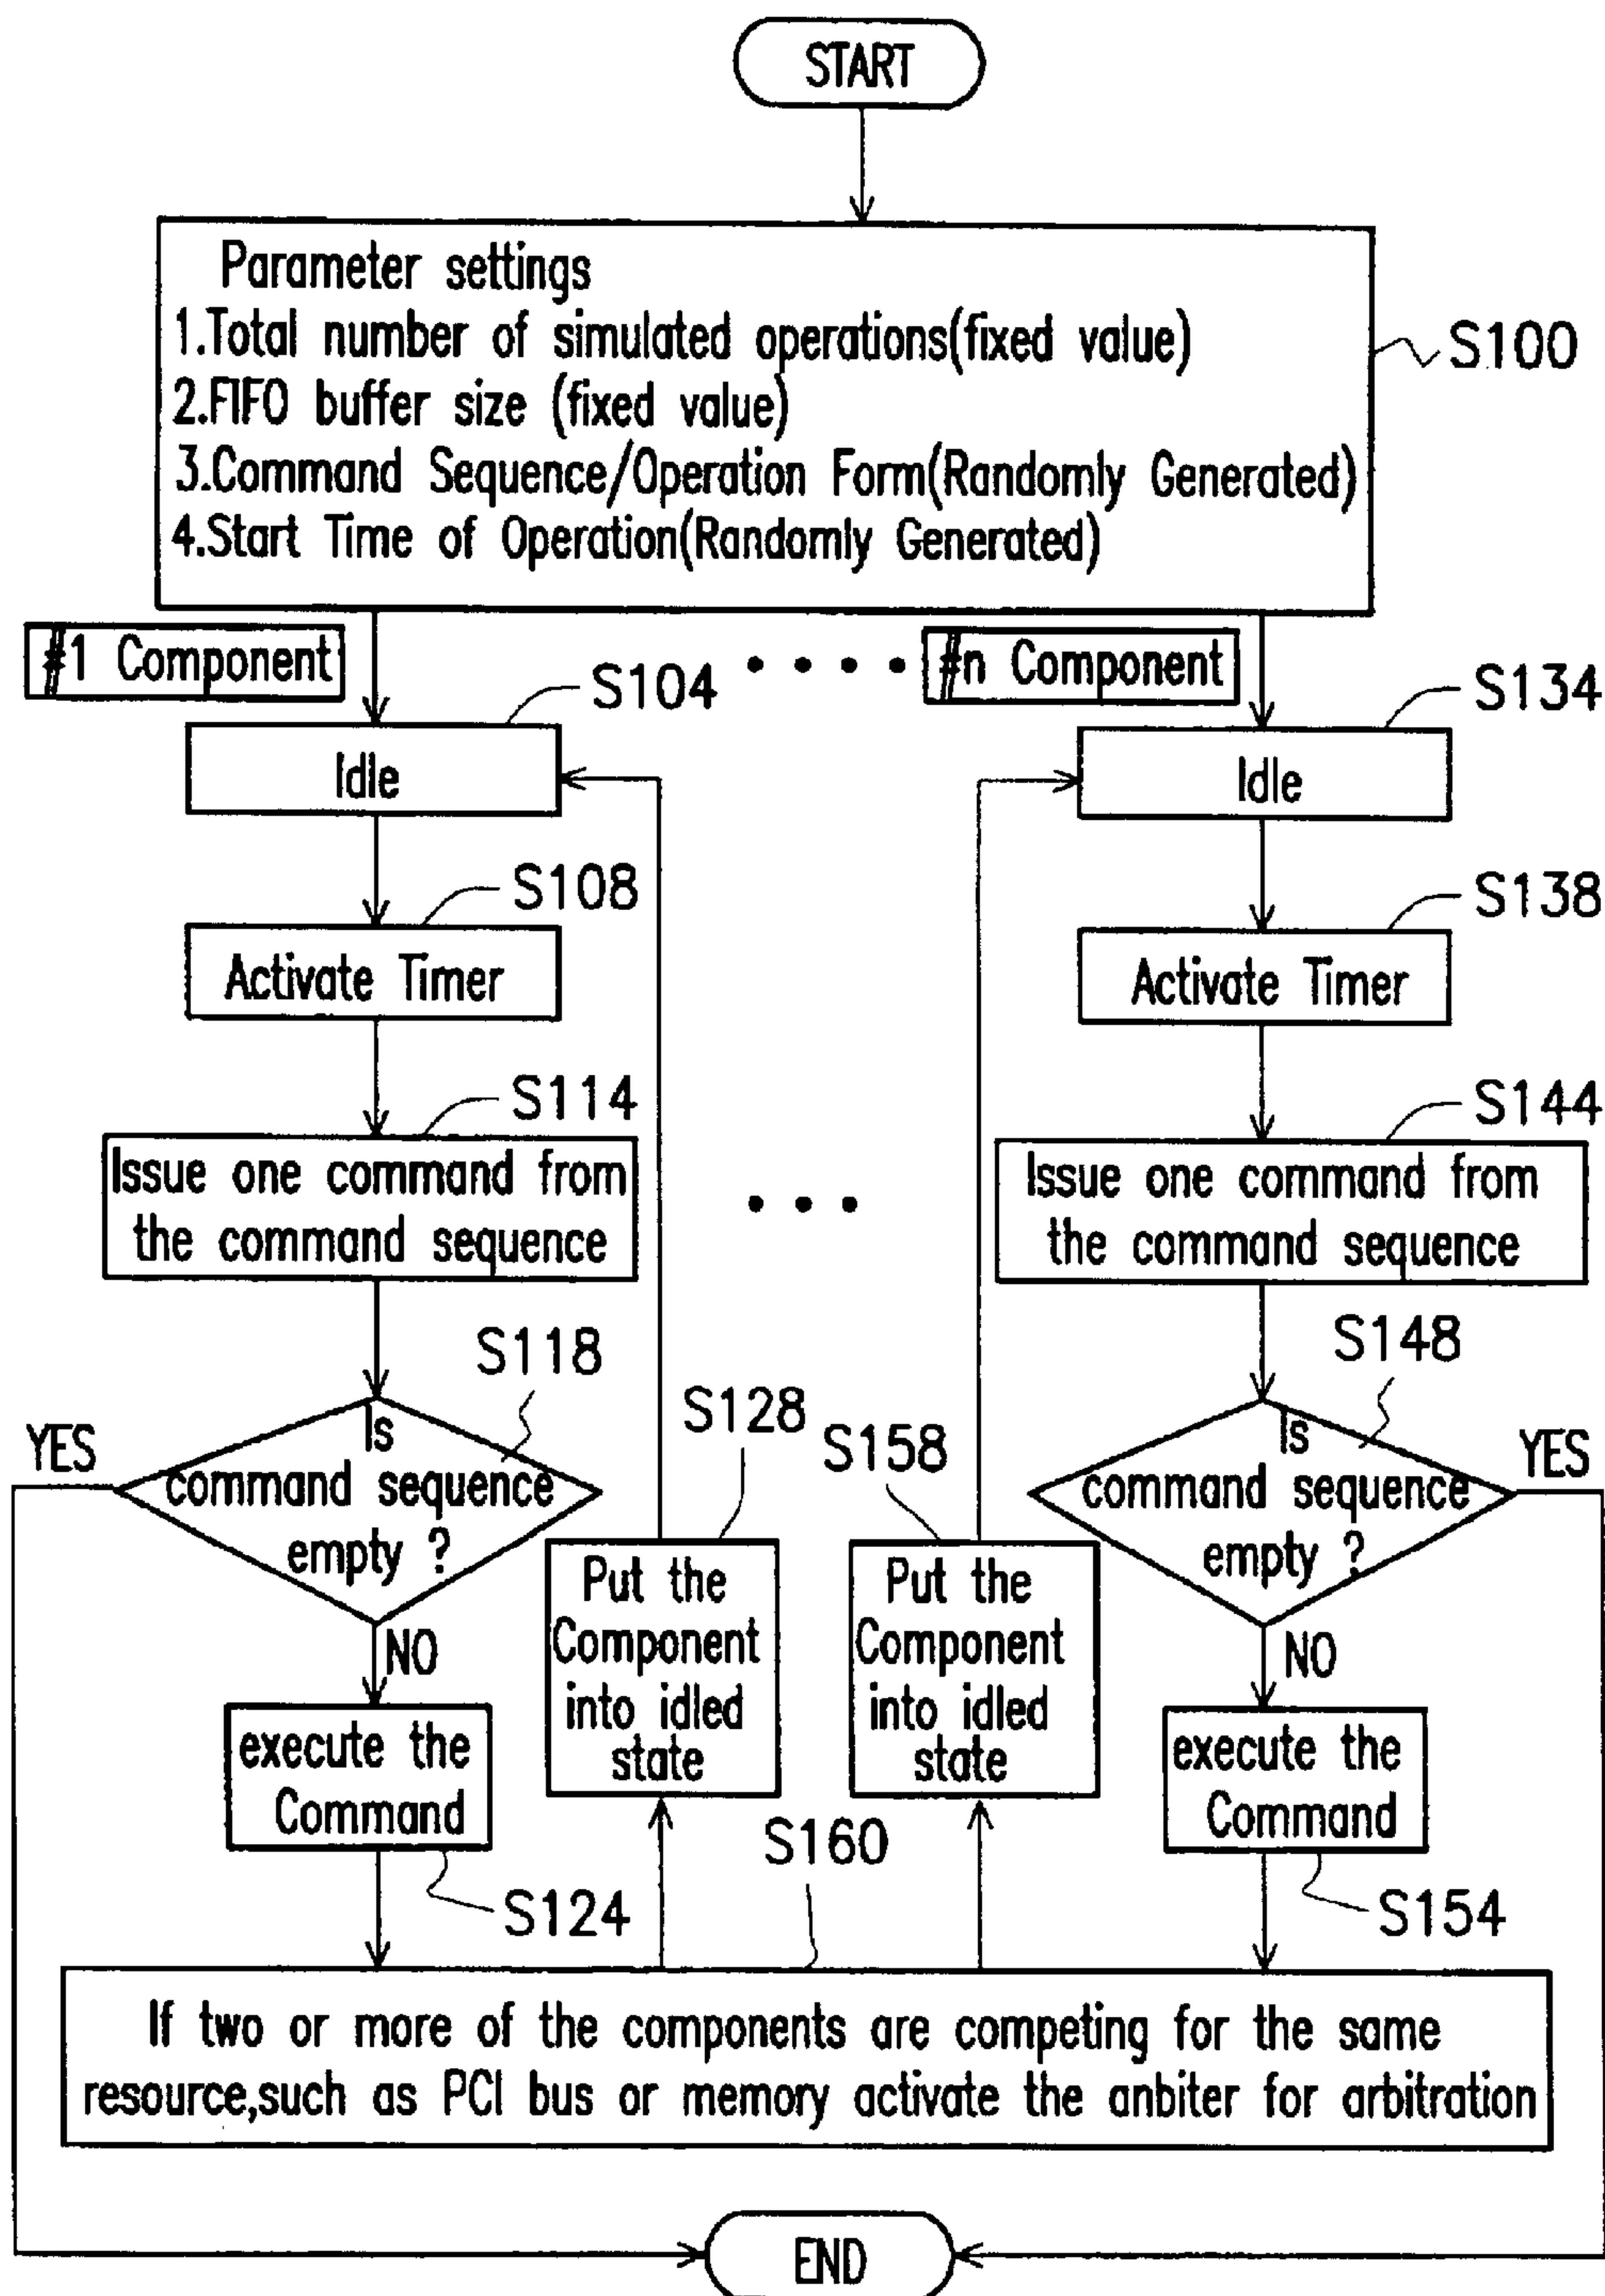 START
Parameter settings
1.Total number of simulated operations(fixed value)
2.FIFO buffer size (fixed value)
3.Command Sequence/Operation Form(Randomly Generated)
4.Start Time of Operation(Randomly Generated)
S100
#1 Component
S104
#n Component
S134
Idle
Idle
S108
S138
Activate Timer
Activate Timer
S114
S144
Issue one command from
the command sequence
Issue one command from
the command sequence
S118
S148
YES
Is
command sequence
empty ?
S128
S158
Is
command sequence
empty ?
YES
NO
Put the
Component
into idled
state
Put the
Component
into idled
state
NO
execute the
Command
execute the
Command
S124
S160
S154
If two or more of the components are competing for the same
resource,such as PCI bus or memory activate the anbiter for arbitration
END